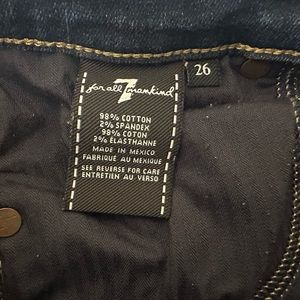 7
for all mankind
26
98% COTTON
2% SPANDEX
98% COTON
2% ELASTHANNE
MADE IN MEXICO
FABRIQUÉ AU MEXIQUE
SEE REVERSE FOR CARE
ENTRETIEN AU VERSO